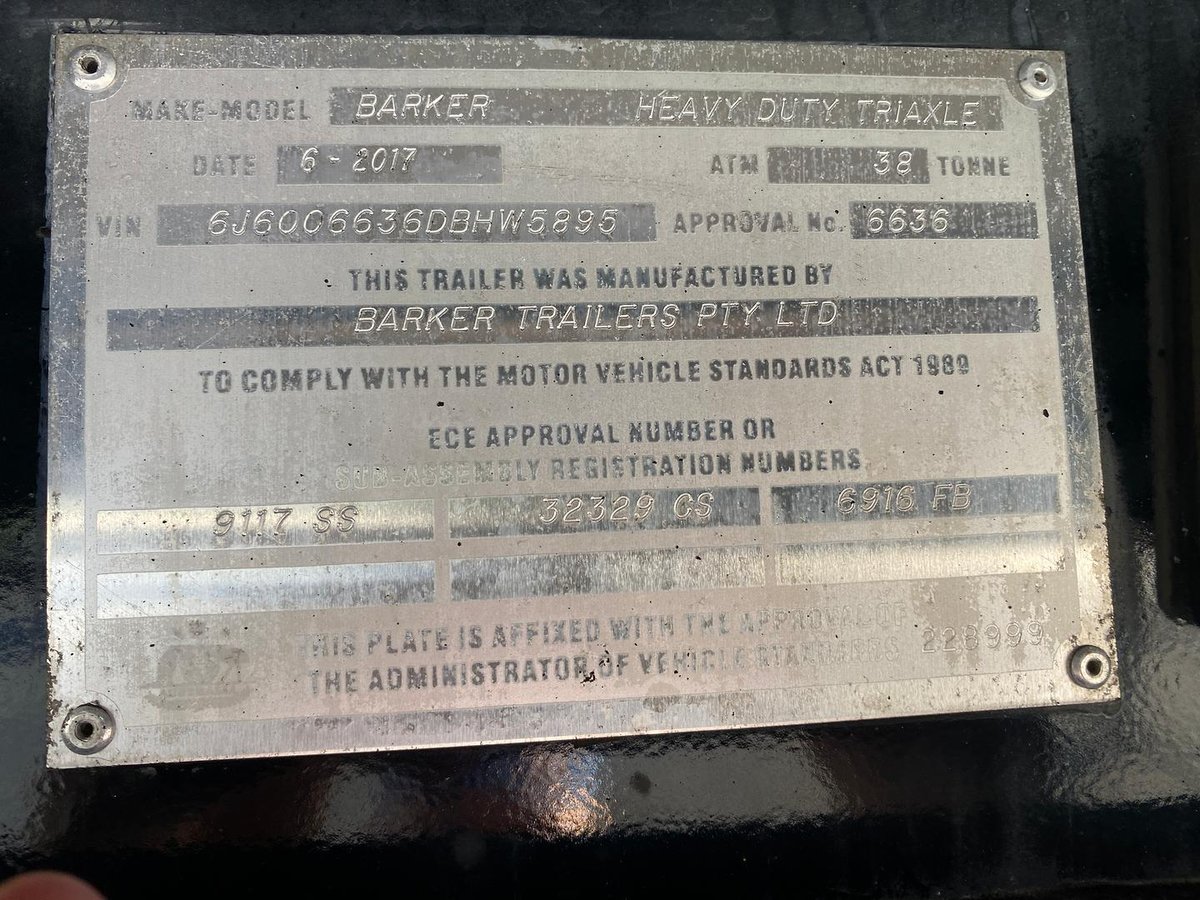 MAKE-MODEL BARKER HEAVY DUTY TRIAXLE
DATE 6 - 2017 ATM 38 TONNE
VIN 6J6006636DBHW5895 APPROVAL No. 6636
THIS TRAILER WAS MANUFACTURED BY
BARKER TRAILERS PTY LTD
TO COMPLY WITH THE MOTOR VEHICLE STANDARDS ACT 1989
ECE APPROVAL NUMBER OR
SUB-ASSEMBLY REGISTRATION NUMBERS
9117 SS 32329 CS 6916 FB
THIS PLATE IS AFFIXED WITH THE APPROVAL OF
THE ADMINISTRATOR OF VEHICLE STANDARDS 228999